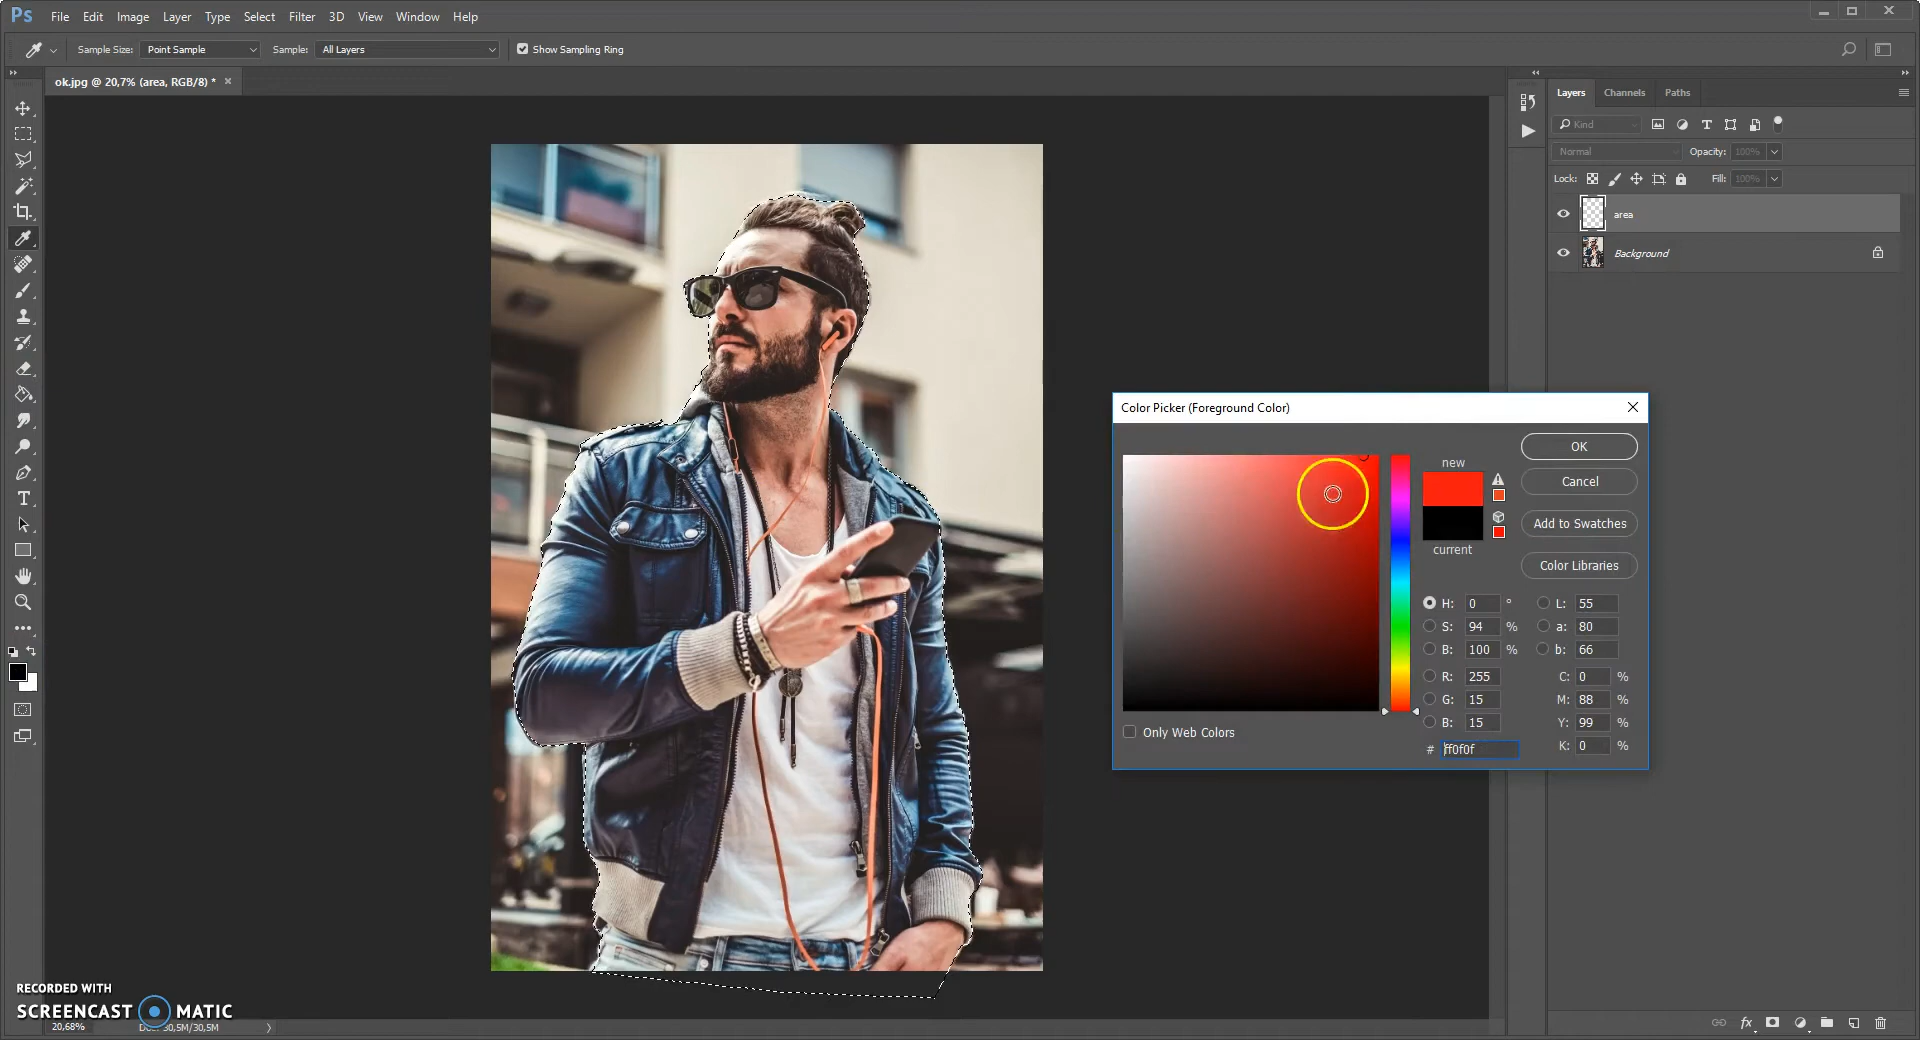 Ps File Edit Image Layer Type Select Filter 3D View Window Help
Sample Size: Point Sample Sample: All Layers Show Sampling Ring
ok.jpg @ 20,7% (area, RGB/8) *
Layers Channels Paths
Kind
Normal Opacity: 100%
Lock: Fill: 100%
area
Background
Color Picker (Foreground Color)
OK
new
Cancel
Add to Swatches
current
Color Libraries
H: 0 ° L: 55
S: 94 % a: 80
B: 100 % b: 66
R: 255 C: 0 %
G: 15 M: 88 %
B: 15 Y: 99 %
Only Web Colors
# ff0f0f K: 0 %
RECORDED WITH
SCREENCAST MATIC
20,68% 30,5M/30,5M
fx